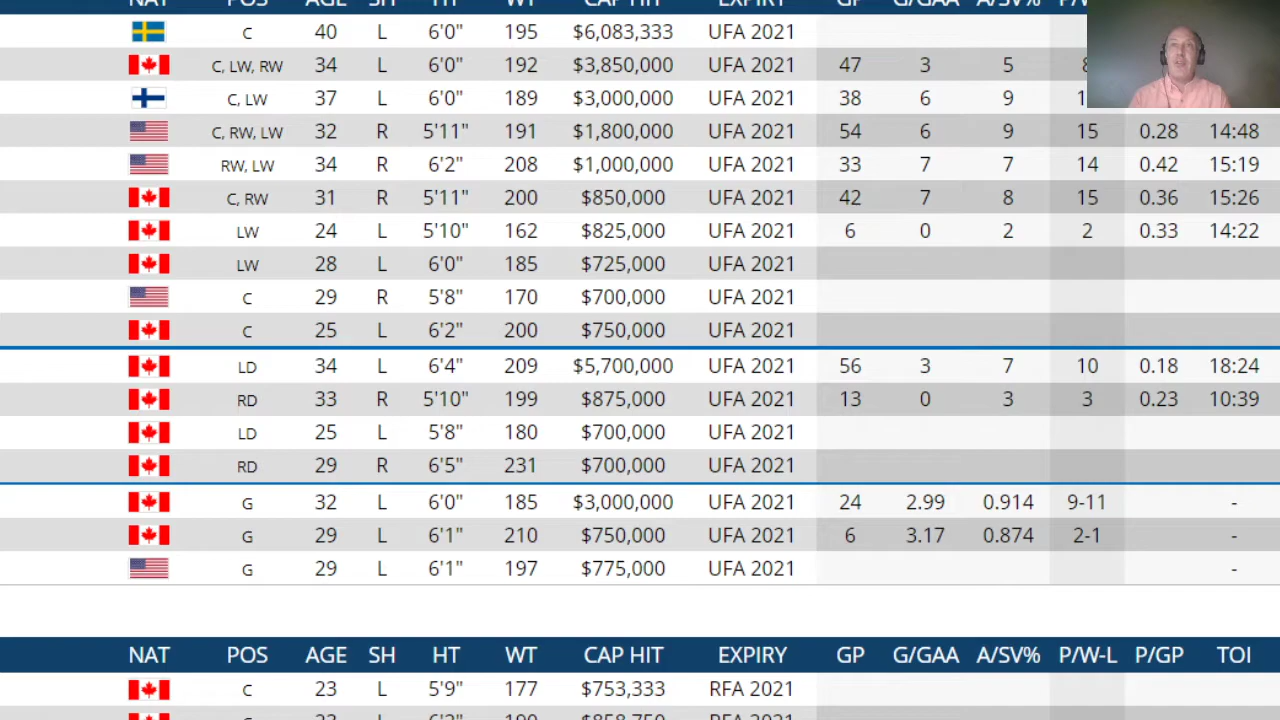 NAT POS AGE SH HT WT CAP HIT EXPIRY GP G/GAA A/SV%
C 40 L 6'0" 195 $6,083,333 UFA 2021
C, LW, RW 34 L 6'0" 192 $3,850,000 UFA 2021 47 3 5
C, LW 37 L 6'0" 189 $3,000,000 UFA 2021 38 6 9
C, RW, LW 32 R 5'11" 191 $1,800,000 UFA 2021 54 6 9 15 0.28 14:48
RW, LW 34 R 6'2" 208 $1,000,000 UFA 2021 33 7 7 14 0.42 15:19
C, RW 31 R 5'11" 200 $850,000 UFA 2021 42 7 8 15 0.36 15:26
LW 24 L 5'10" 162 $825,000 UFA 2021 6 0 2 2 0.33 14:22
LW 28 L 6'0" 185 $725,000 UFA 2021
C 29 R 5'8" 170 $700,000 UFA 2021
C 25 L 6'2" 200 $750,000 UFA 2021
LD 34 L 6'4" 209 $5,700,000 UFA 2021 56 3 7 10 0.18 18:24
RD 33 R 5'10" 199 $875,000 UFA 2021 13 0 3 3 0.23 10:39
LD 25 L 5'8" 180 $700,000 UFA 2021
RD 29 R 6'5" 231 $700,000 UFA 2021
G 32 L 6'0" 185 $3,000,000 UFA 2021 24 2.99 0.914 9-11 -
G 29 L 6'1" 210 $750,000 UFA 2021 6 3.17 0.874 2-1 -
G 29 L 6'1" 197 $775,000 UFA 2021 -
NAT POS AGE SH HT WT CAP HIT EXPIRY GP G/GAA A/SV% P/W-L P/GP TOI
C 23 L 5'9" 177 $753,333 RFA 2021